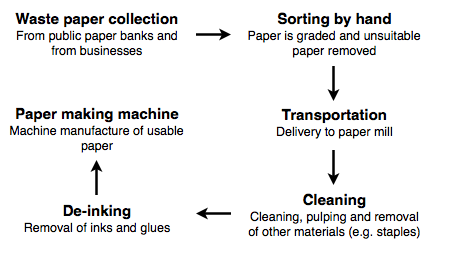 Waste paper collection
From public paper banks and
from businesses
Sorting by hand
Paper is graded and unsuitable
paper removed
Transportation
Delivery to paper mill
Cleaning
Cleaning, pulping and removal
of other materials (e.g. staples)
De-inking
Removal of inks and glues
Paper making machine
Machine manufacture of usable
paper